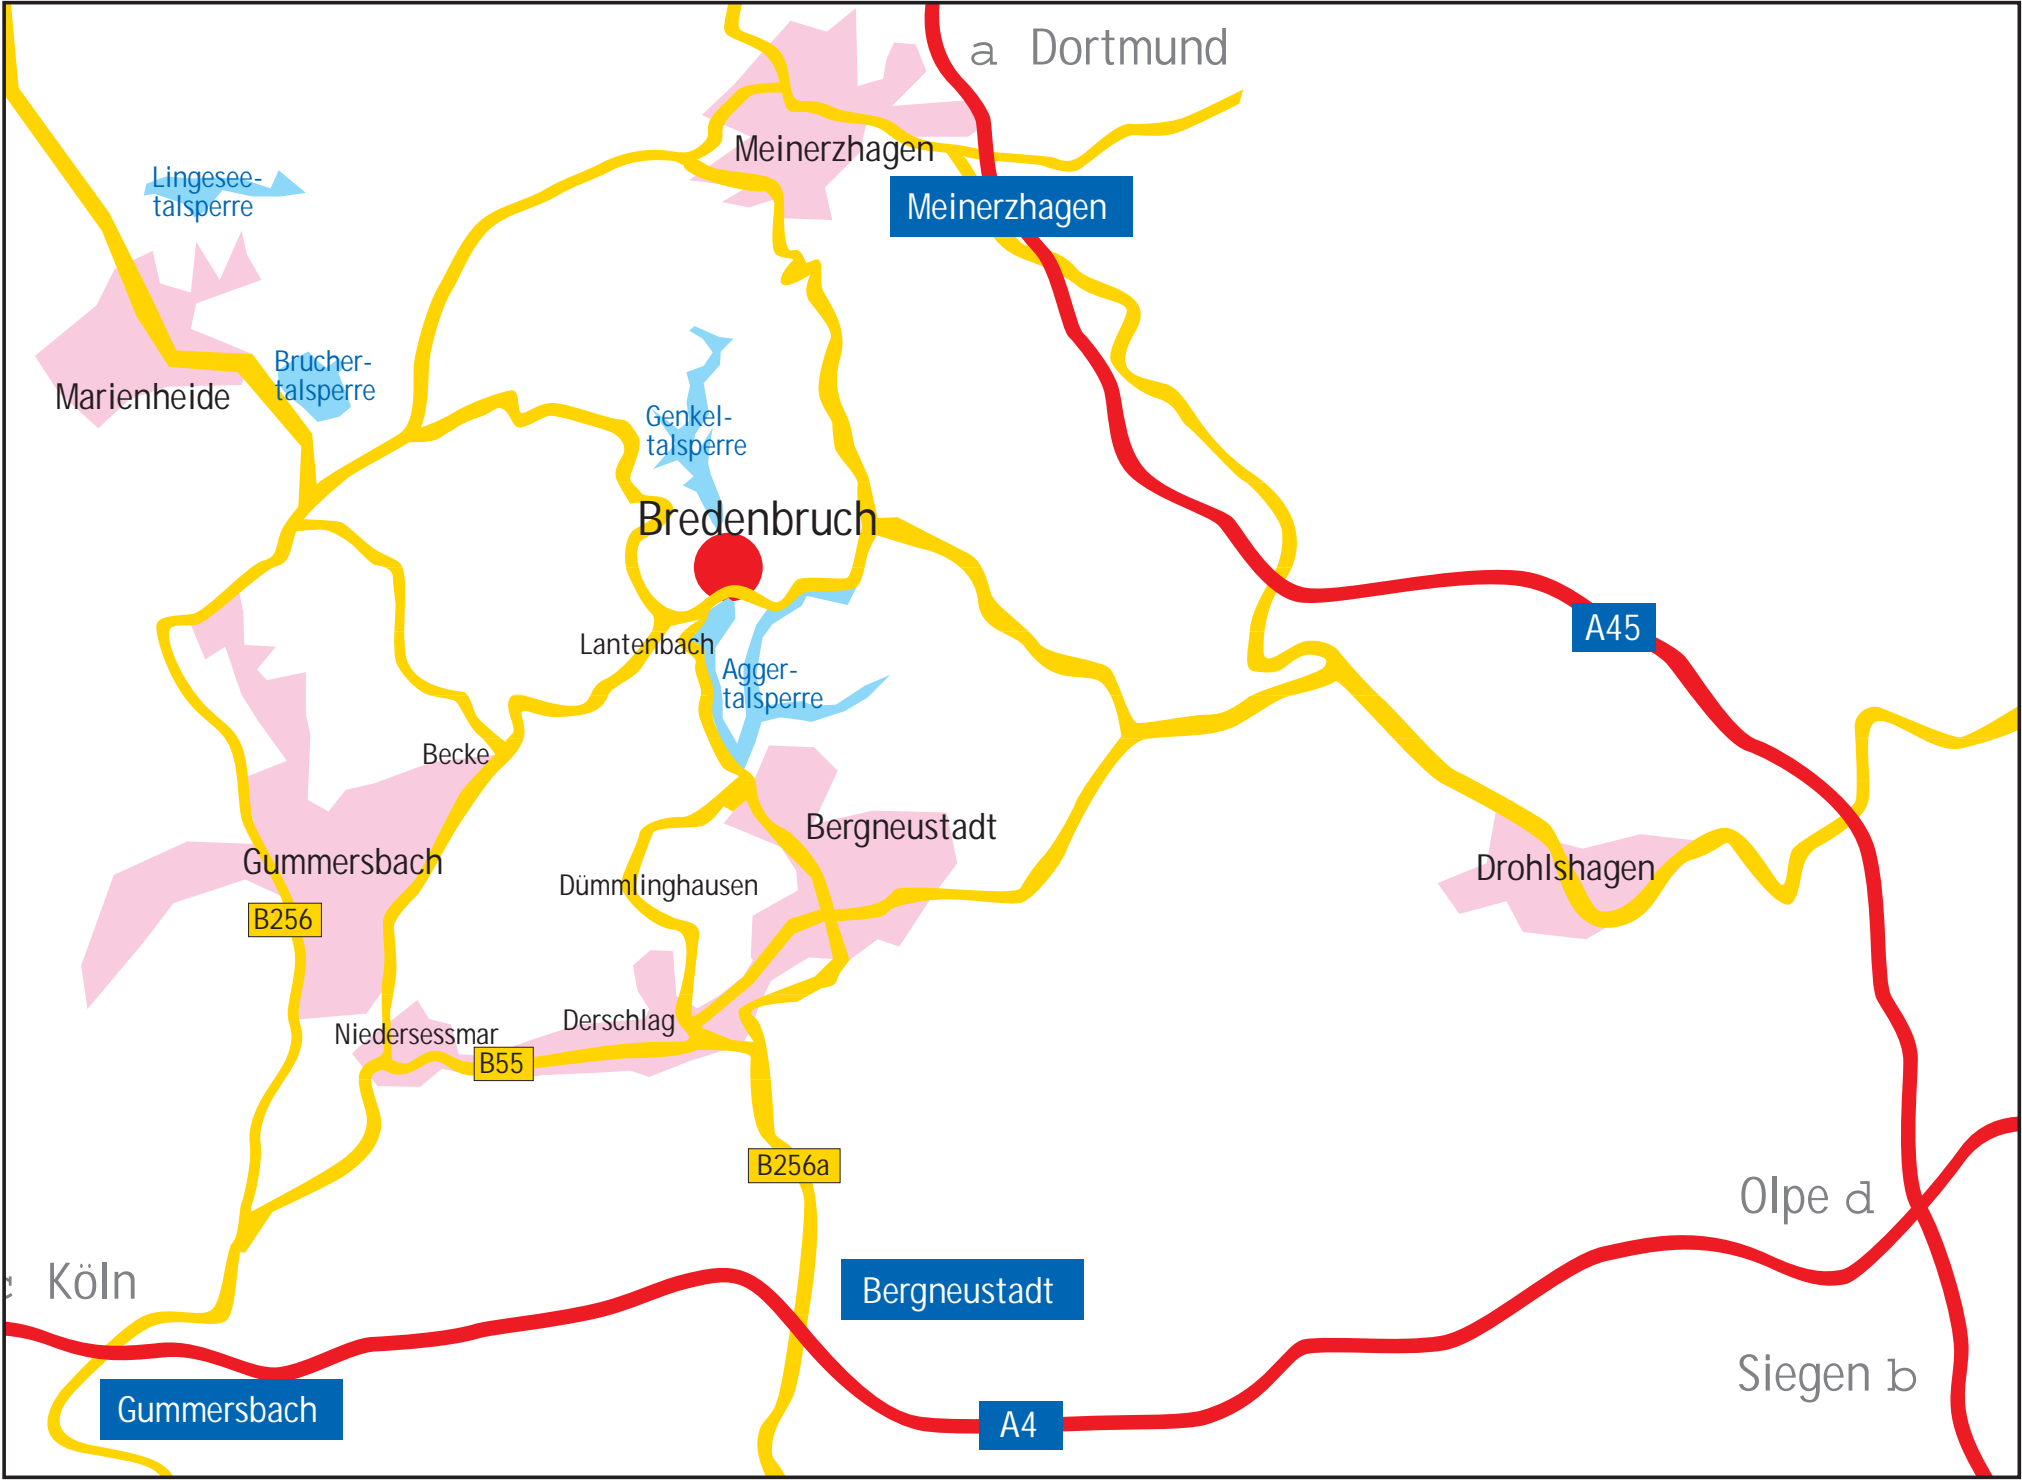 a Dortmund
Meinerzhagen
Lingesee-
talsperre
Meinerzhagen
Brucher-
talsperre
Marienheide
Genkel-
talsperre
Bredenbruch
A45
Lantenbach
Agger-
talsperre
Becke
Bergneustadt
Gummersbach
Drohlshagen
Dümmlinghausen
B256
Derschlag
Niedersessmar
B55
B256a
Olpe d
c Köln
Bergneustadt
Siegen b
Gummersbach
A4